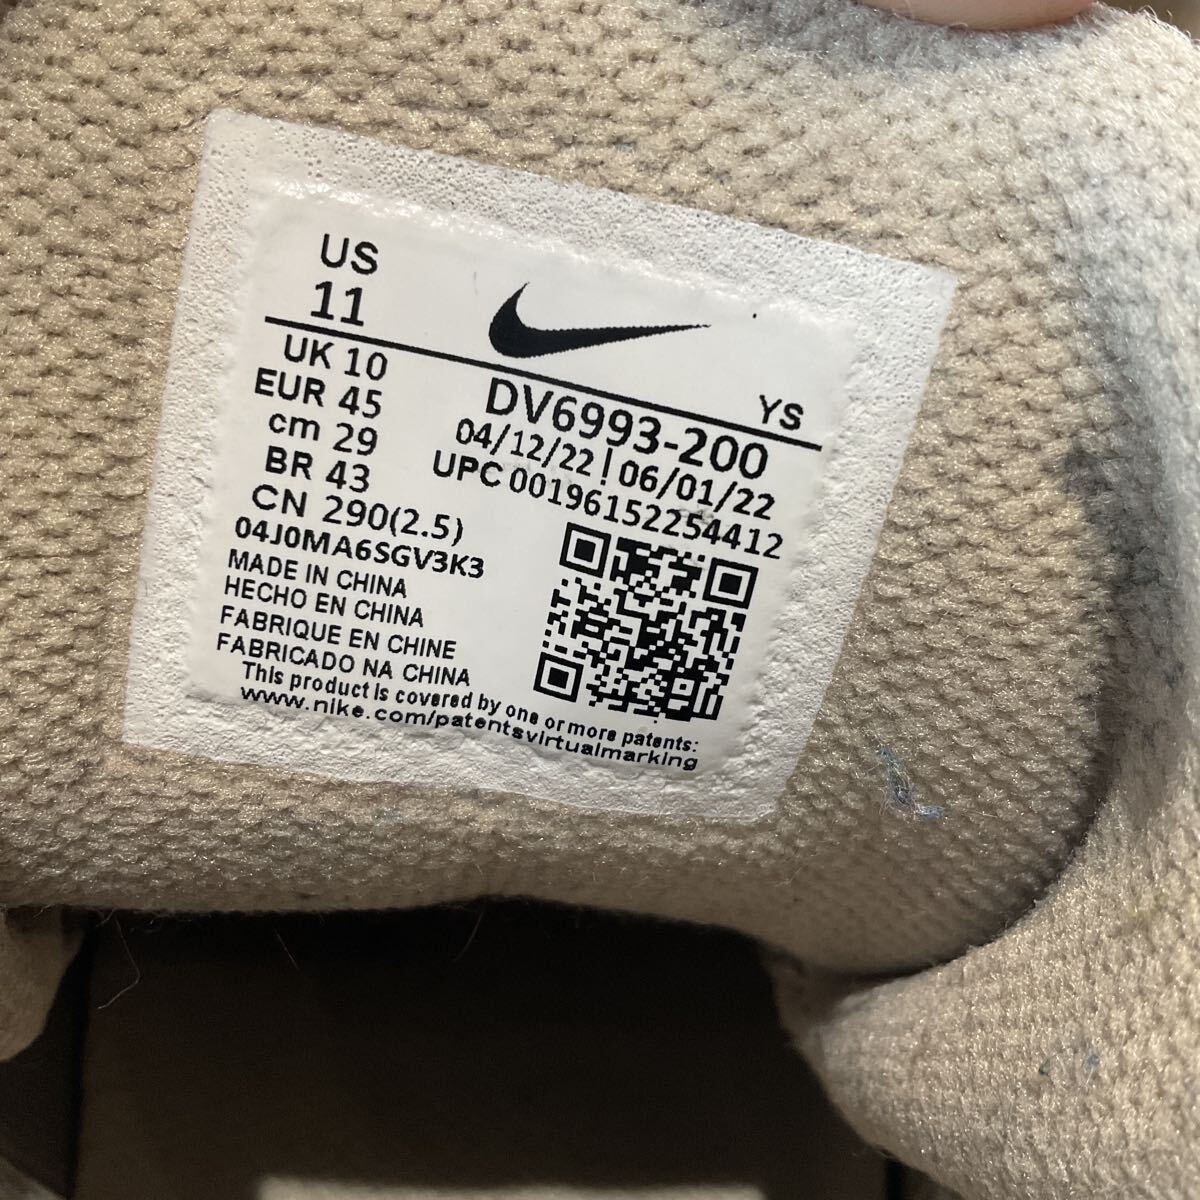 US
11
YS
UK 10
EUR 45
cm 29
BR 43
CN 290(2.5)
DV6993-200
04/12/22 | 06/01/22
UPC 00196152254412
04J0MA6SGV3K3
MADE IN CHINA
HECHO EN CHINA
FABRIQUE EN CHINE
FABRICADO NA CHINA
This product is covered by one or more patents:
www.nike.com/patentsvirtualmarking